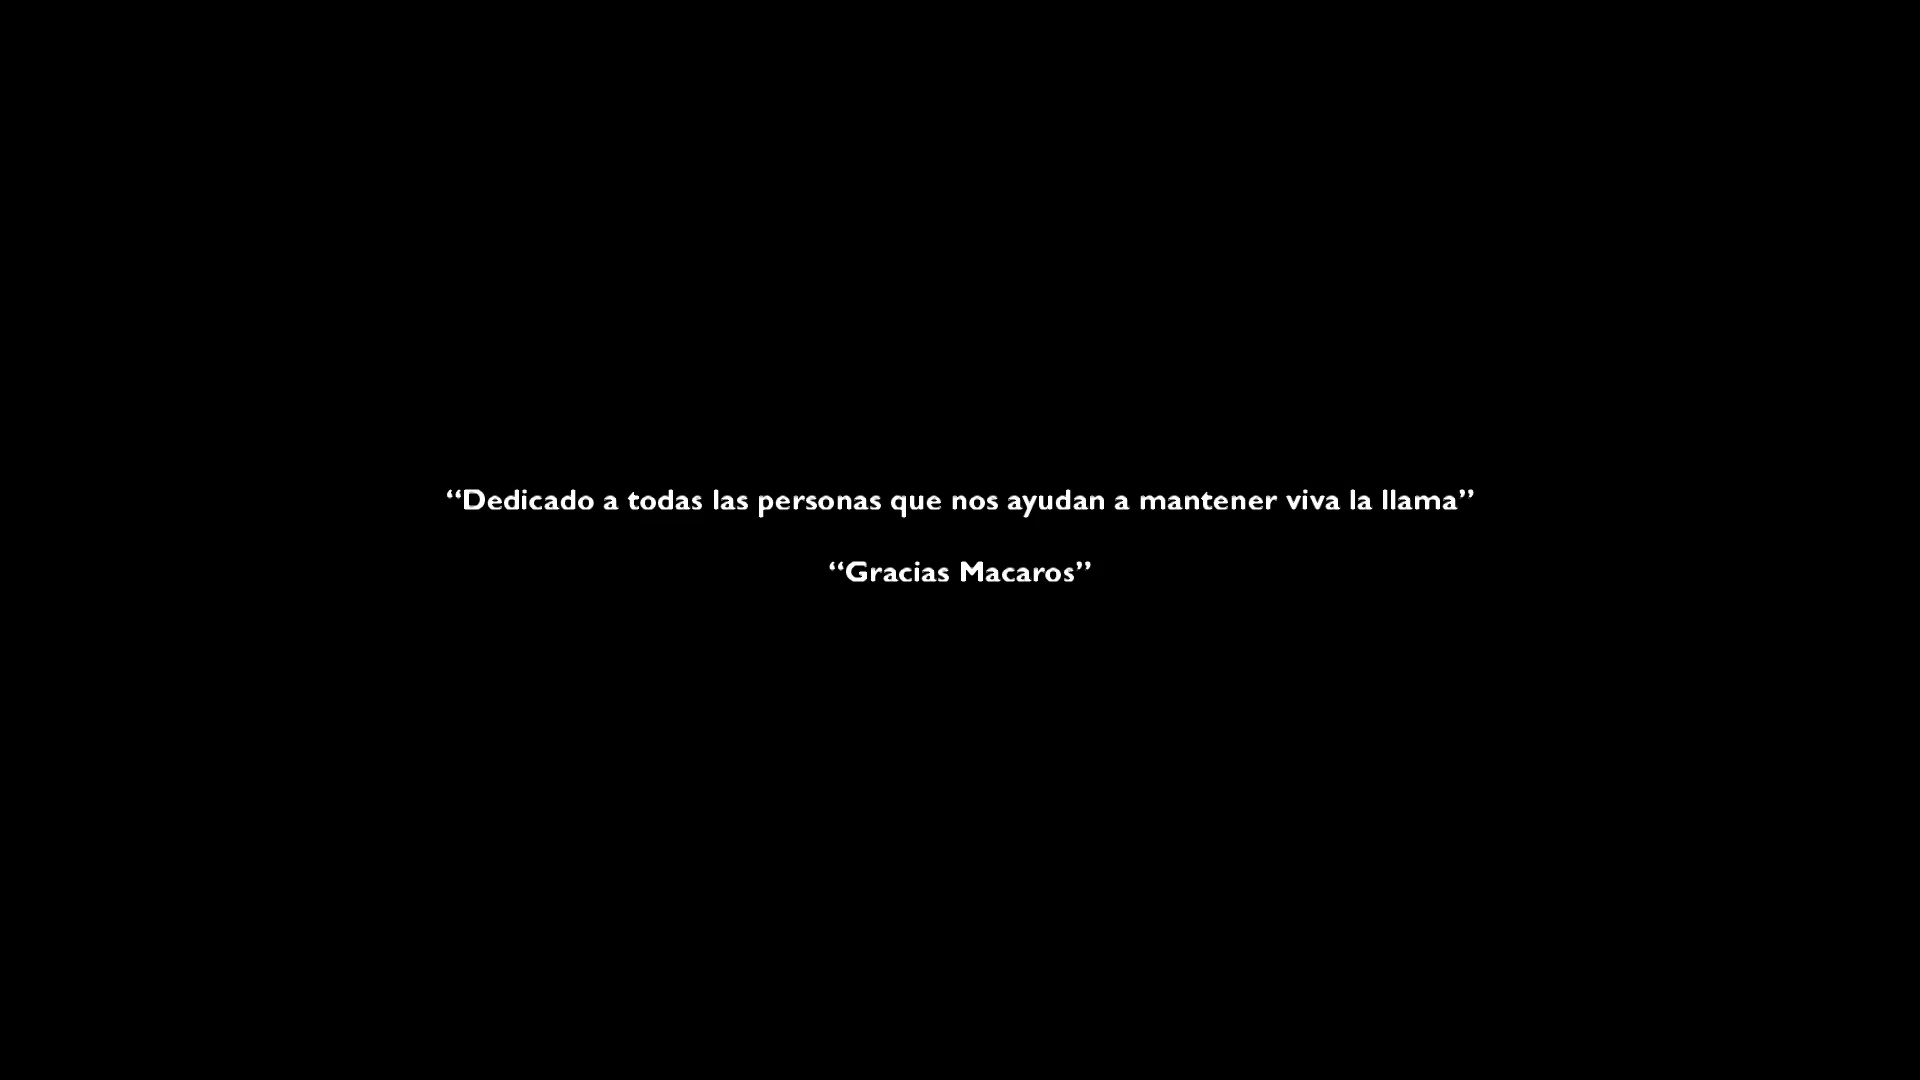 “Dedicado a todas las personas que nos ayudan a mantener viva la llama”
“Gracias Macaros”